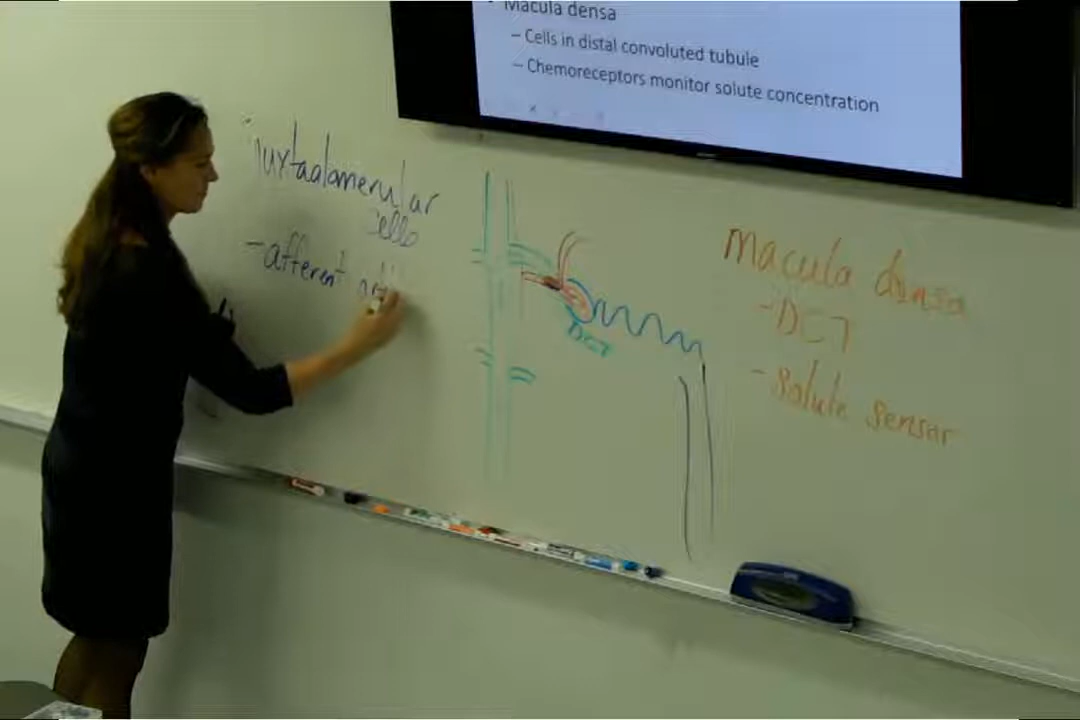 • Macula densa
– Cells in distal convoluted tubule
– Chemoreceptors monitor solute concentration
juxtaglomerular
cells
- afferent
DCT
macula densa
- DCT
- solute sensor